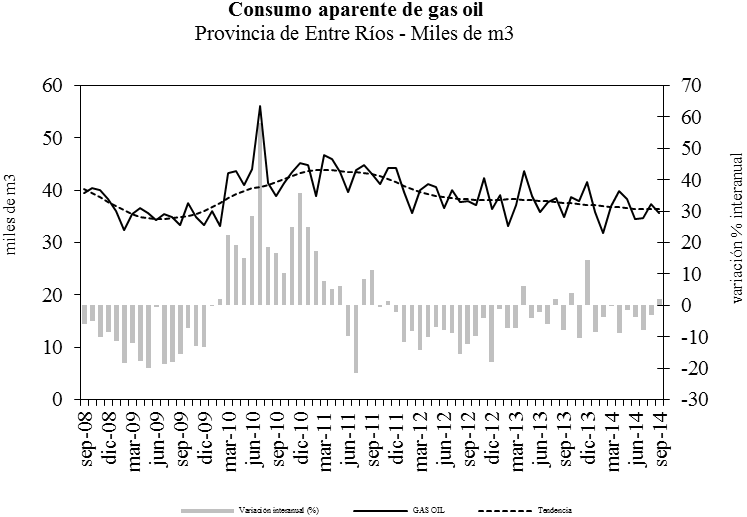 Consumo aparente de gas oil
Provincia de Entre Ríos - Miles de m3
60
50
40
30
20
10
0
miles de m3
70
60
50
40
30
20
10
0
-10
-20
-30
variación % interanual
sep-08
dic-08
mar-09
jun-09
sep-09
dic-09
mar-10
jun-10
sep-10
dic-10
mar-11
jun-11
sep-11
dic-11
mar-12
jun-12
sep-12
dic-12
mar-13
jun-13
sep-13
dic-13
mar-14
jun-14
sep-14
Variación interanual (%)
GAS OIL
Tendencia